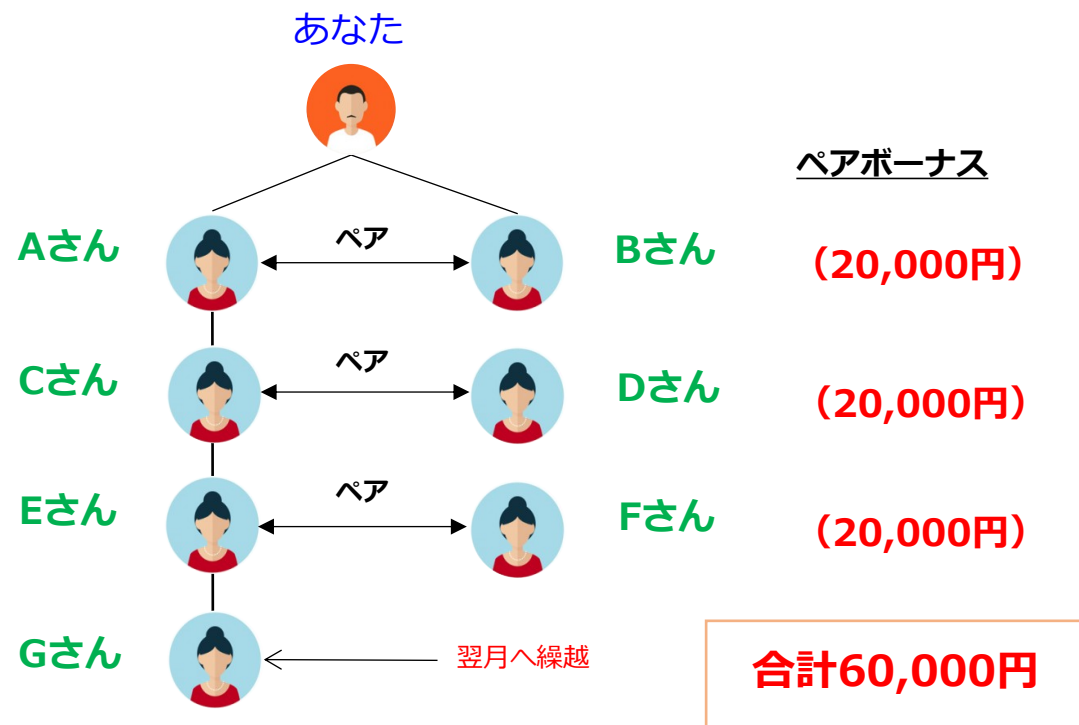 あなた
ペアボーナス
Aさん
ペア
Bさん
（20,000円）
Cさん
ペア
Dさん
（20,000円）
Eさん
ペア
Fさん
（20,000円）
Gさん
翌月へ繰越
合計60,000円